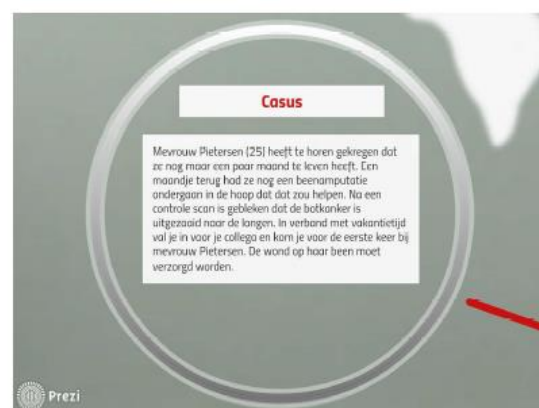 Casus
Mevrouw Pietersen (25) heeft te horen gekregen dat
ze nog maar een paar maand te leven heeft. Een
maandje terug had ze nog een beenamputatie
ondergaan in de hoop dat dat zou helpen. Na een
controle scan is gebleken dat de botkanker is
uitgezaaid naar de longen. In verband met vakantietijd
val je in voor je collega en kom je voor de eerste keer bij
mevrouw Pietersen. De wond op haar been moet
verzorgd worden.
Prezi